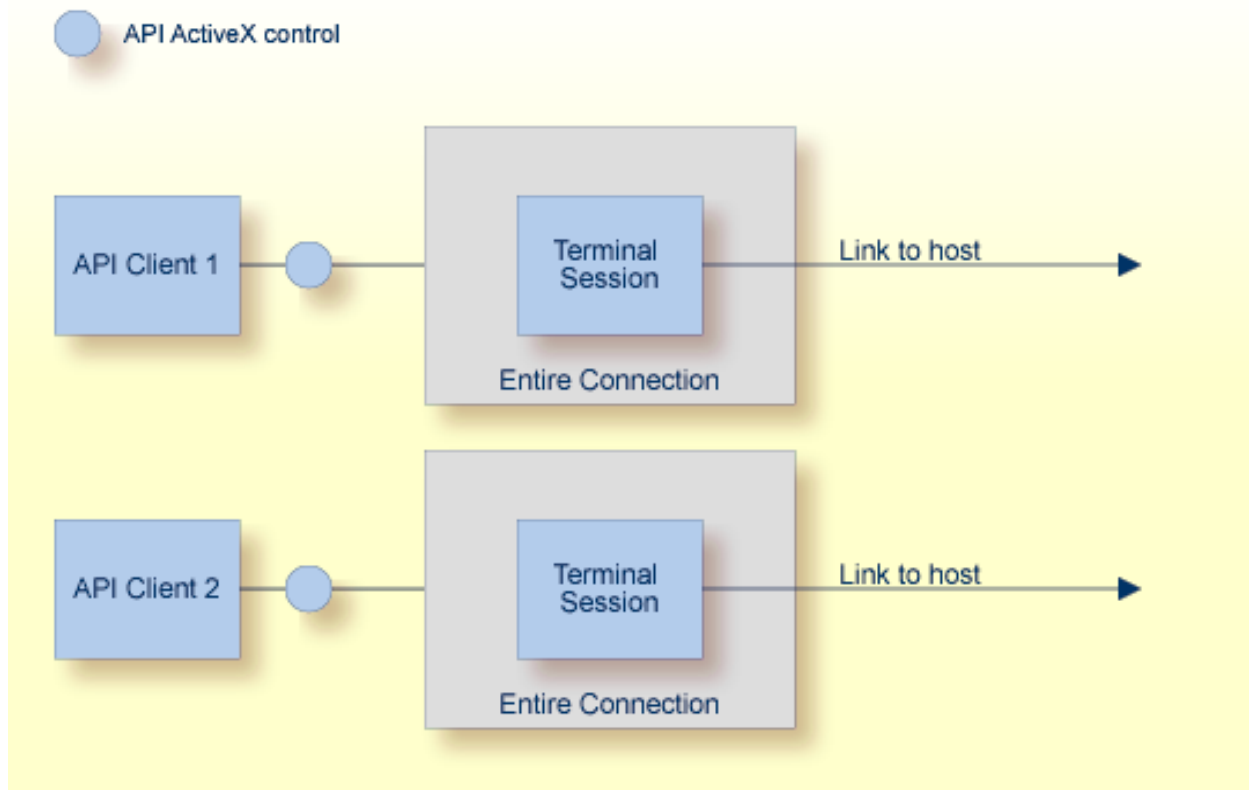 API ActiveX control
API Client 1
Terminal
Session
Link to host
Entire Connection
API Client 2
Terminal
Session
Link to host
Entire Connection